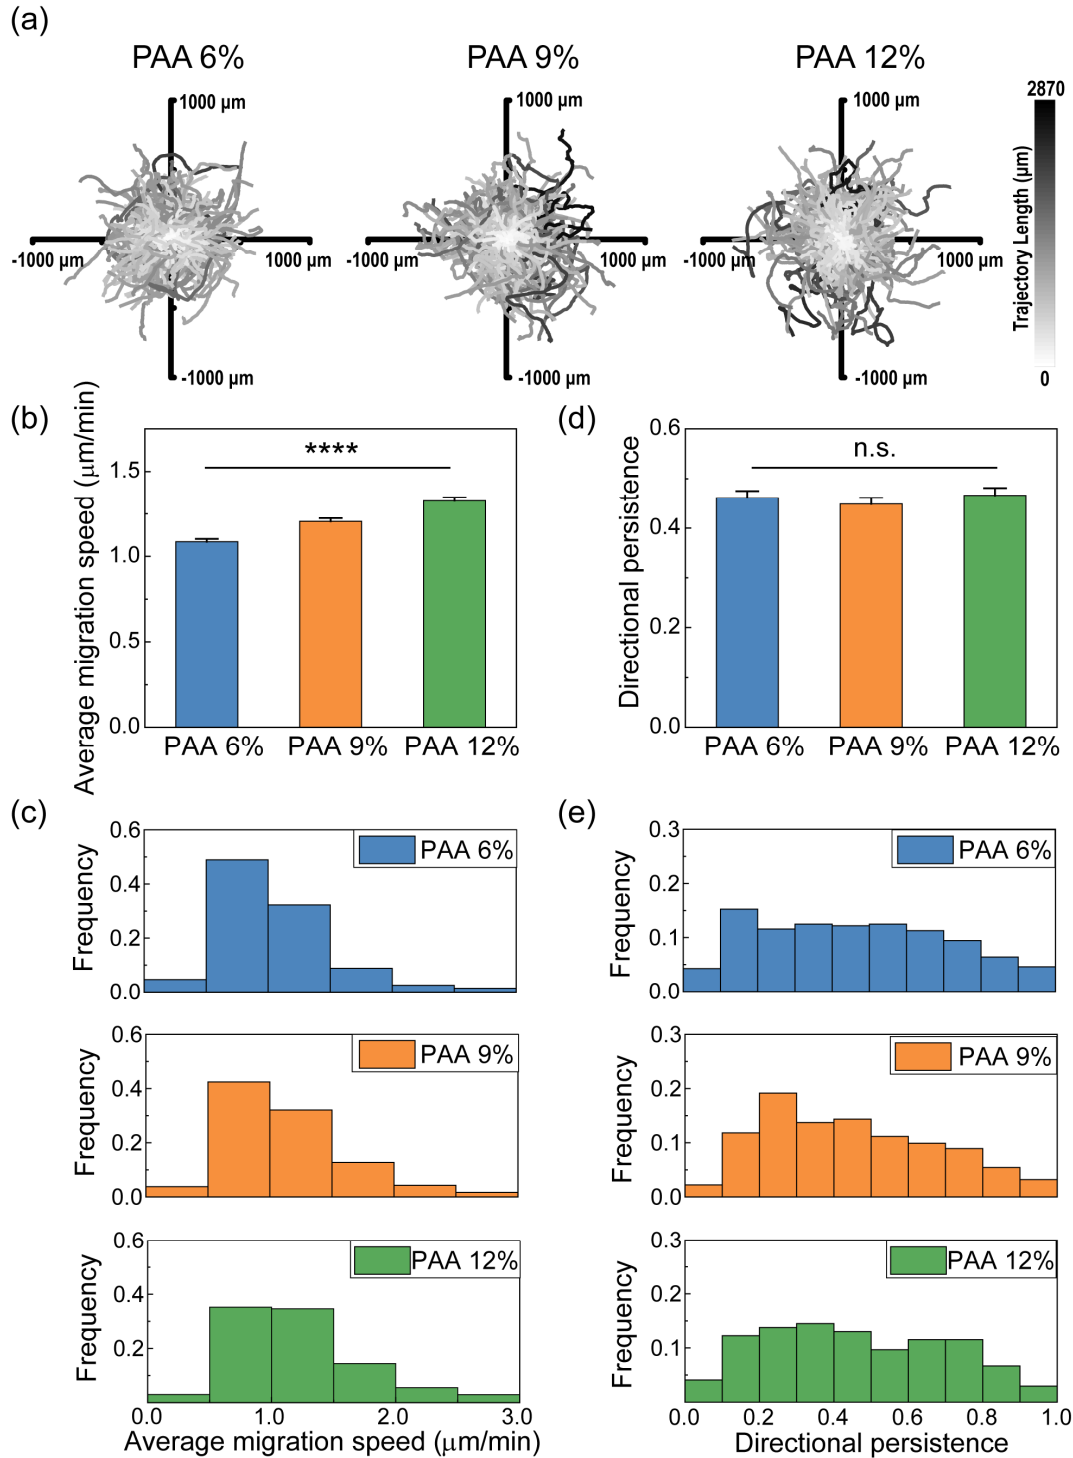 (a)
PAA 6%
PAA 9%
PAA 12%
1000 µm
-1000 µm
1000 µm
-1000 µm
1000 µm
-1000 µm
1000 µm
-1000 µm
1000 µm
-1000 µm
1000 µm
-1000 µm
2870
Trajectory Length (µm)
0
(b)
Average migration speed (μm/min)
1.5
1.0
0.5
0.0
****
PAA 6%
PAA 9%
PAA 12%
(d)
Directional persistence
0.6
0.4
0.2
0.0
n.s.
PAA 6%
PAA 9%
PAA 12%
(c)
Frequency
0.6
0.4
0.2
0.0
PAA 6%
Frequency
0.6
0.4
0.2
0.0
PAA 9%
Frequency
0.6
0.4
0.2
PAA 12%
0.0
1.0
2.0
3.0
Average migration speed (μm/min)
(e)
Frequency
0.3
0.2
0.1
0.0
PAA 6%
Frequency
0.3
0.2
0.1
0.0
PAA 9%
Frequency
0.3
0.2
0.1
PAA 12%
0.0
0.2
0.4
0.6
0.8
1.0
Directional persistence